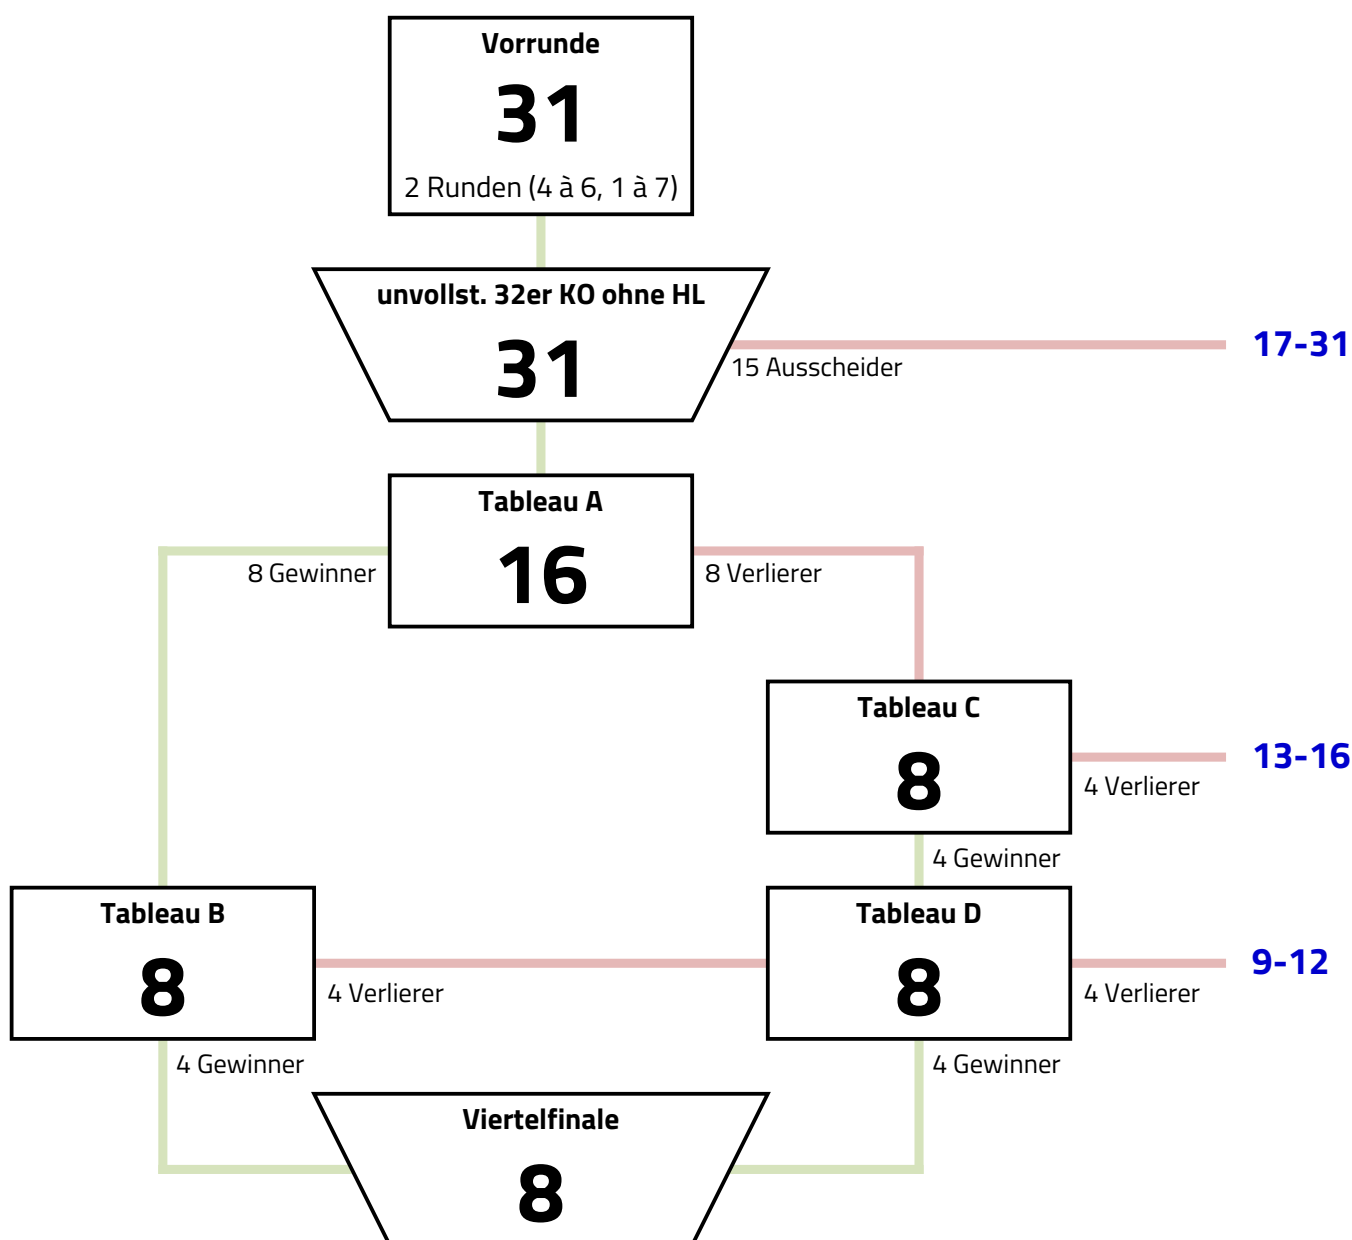 Vorrunde
31
2 Runden (4 à 6, 1 à 7)
unvollst. 32er KO ohne HL
31
15 Ausscheider
17-31
Tableau A
16
8 Gewinner
8 Verlierer
Tableau C
8
4 Verlierer
13-16
4 Gewinner
Tableau B
8
4 Verlierer
4 Gewinner
Tableau D
8
4 Verlierer
9-12
4 Gewinner
Viertelfinale
8